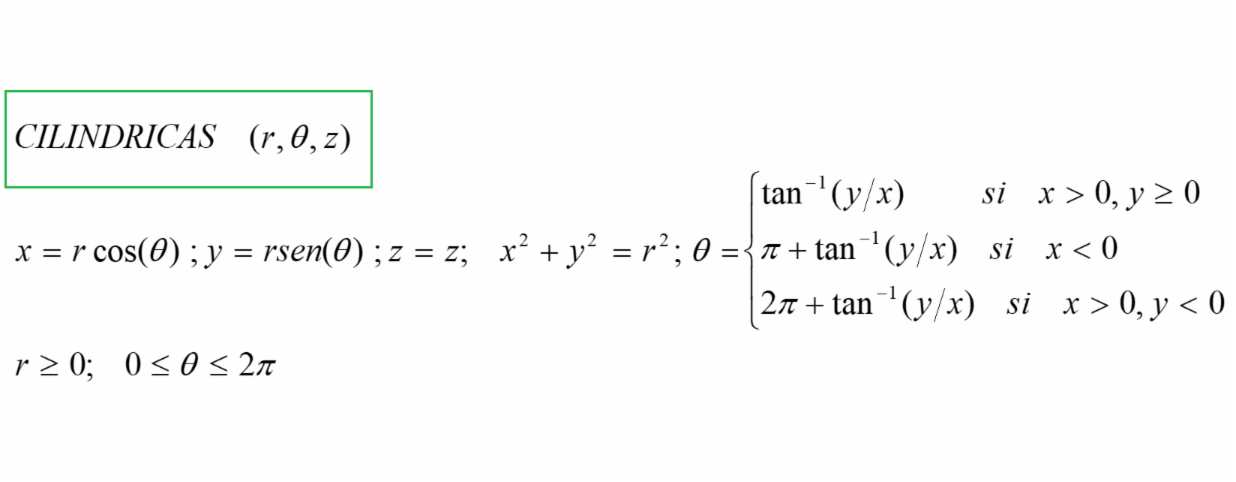 CILINDRICAS (r, θ, z)
x = r cos(θ) ; y = rsen(θ) ; z = z; x² + y² = r² ; θ = { tan⁻¹(y/x) si x > 0, y ≥ 0
π + tan⁻¹(y/x) si x < 0
2π + tan⁻¹(y/x) si x > 0, y < 0
r ≥ 0; 0 ≤ θ ≤ 2π